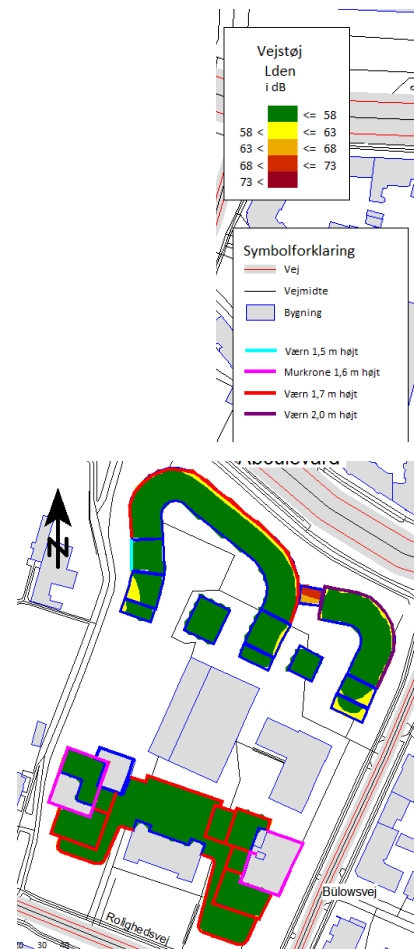 Vejstøj
Lden
i dB
<= 58
58 < <= 63
63 < <= 68
68 < <= 73
73 <
Symbolforklaring
Vej
Vejmidte
Bygning
Værn 1,5 m højt
Murkrone 1,6 m højt
Værn 1,7 m højt
Værn 2,0 m højt
N
Bülowsvej
Rolighedsvej
30